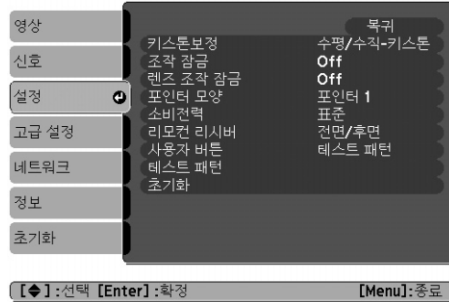 영상
신호
설정
고급 설정
네트워크
정보
초기화
복귀
키스톤보정 수평/수직-키스톤
조작 잠금 Off
렌즈 조작 잠금 Off
포인터 모양 포인터 1
소비전력 표준
리모컨 리시버 전면/후면
사용자 버튼 테스트 패턴
테스트 패턴
초기화
[◆]:선택 [Enter]:확정 [Menu]:종료